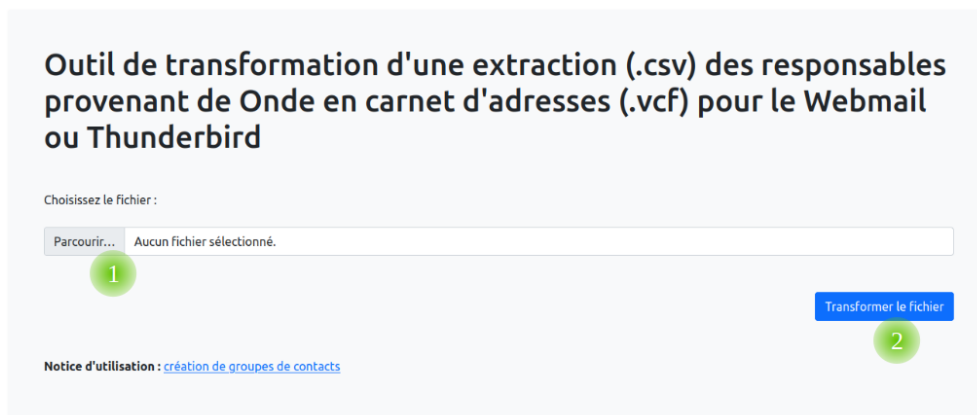 Outil de transformation d'une extraction (.csv) des responsables
provenant de Onde en carnet d'adresses (.vcf) pour le Webmail
ou Thunderbird
Choisissez le fichier :
Parcourir... Aucun fichier sélectionné.
1
Transformer le fichier
2
Notice d'utilisation : création de groupes de contacts